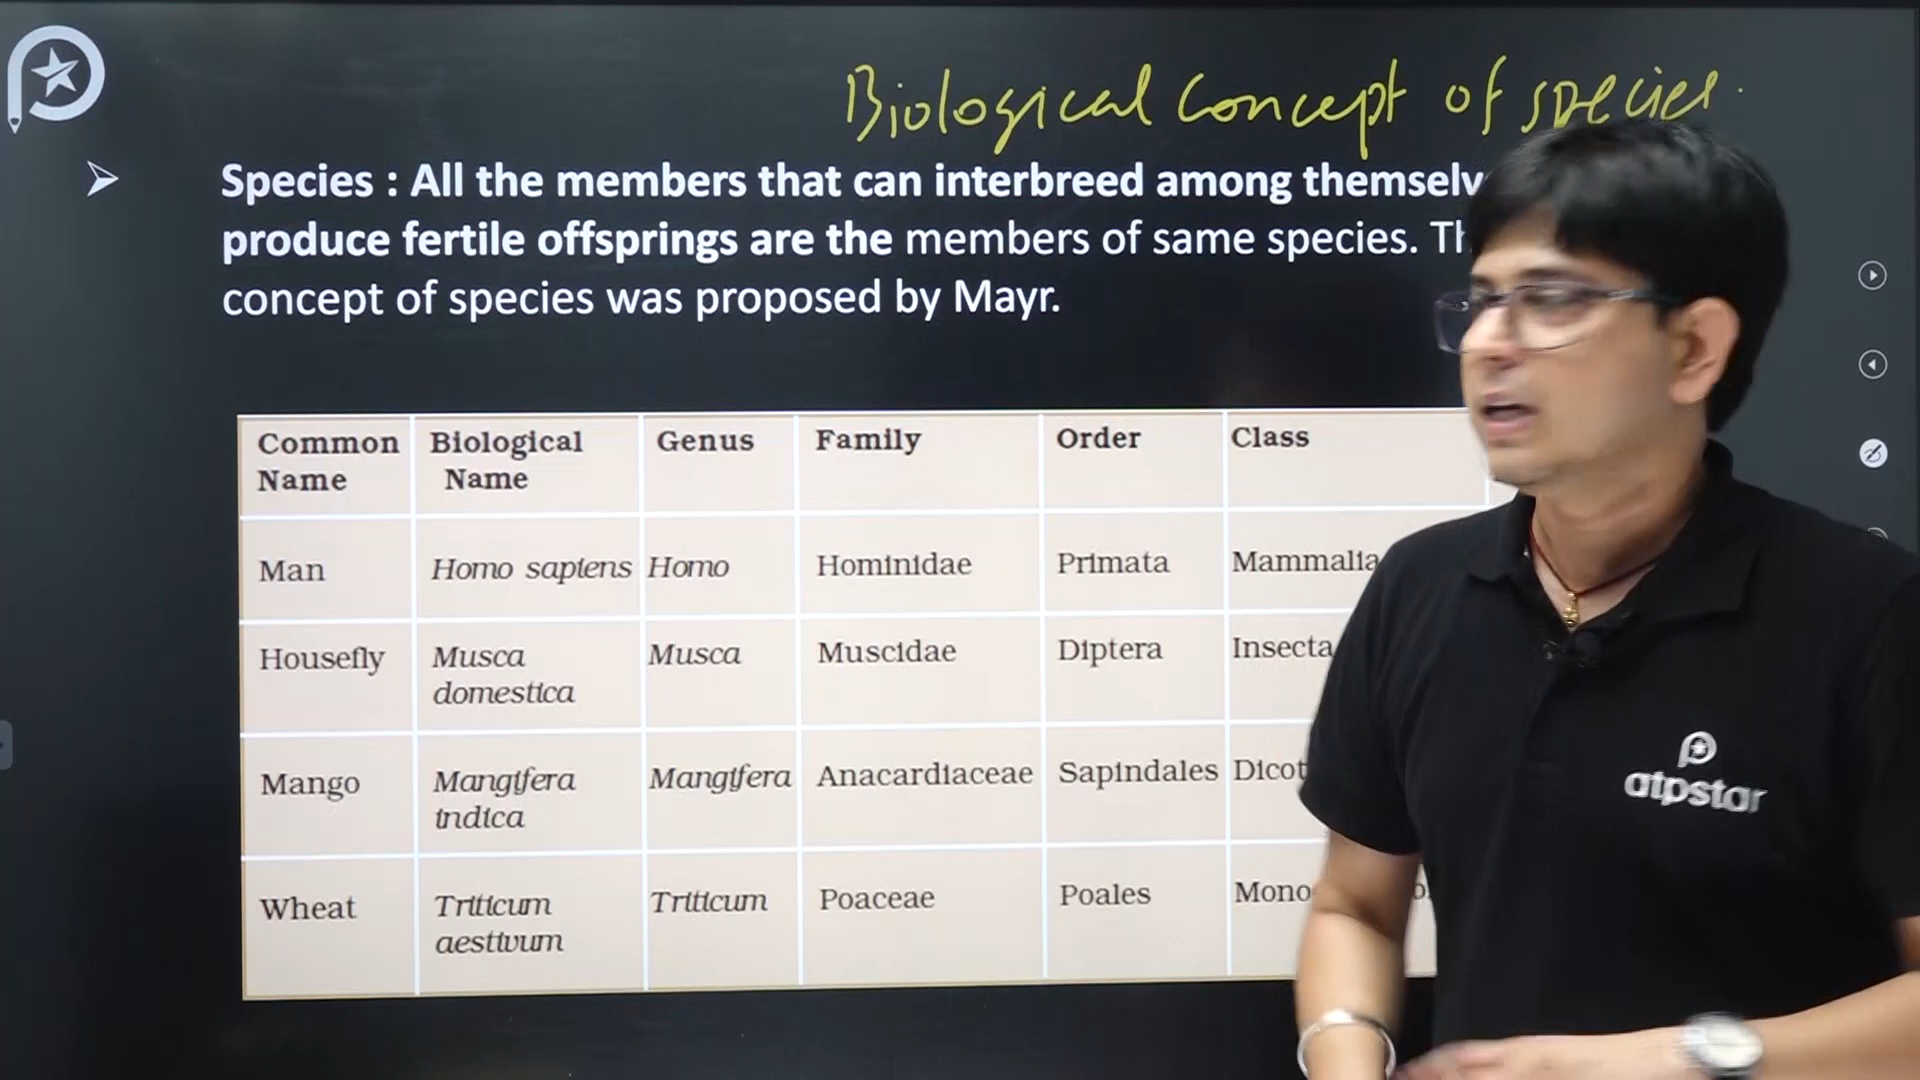 Biological concept of species.
Species : All the members that can interbreed among themselv
produce fertile offsprings are the members of same species. Th
concept of species was proposed by Mayr.
Common Name Biological Name Genus Family Order Class
Man Homo sapiens Homo Hominidae Primata Mammalia
Housefly Musca domestica Musca Muscidae Diptera Insecta
Mango Mangifera indica Mangifera Anacardiaceae Sapindales Dicot
Wheat Triticum aestivum Triticum Poaceae Poales Mono
atpstar